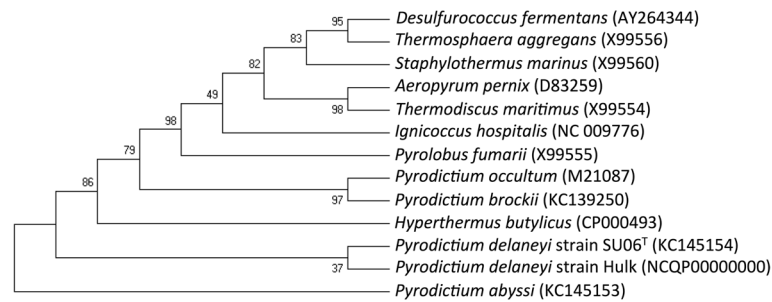 95
Desulfurococcus fermentans (AY264344)
83
Thermosphaera aggregans (X99556)
82
Staphylothermus marinus (X99560)
49
Aeropyrum pernix (D83259)
98
98
Thermodiscus maritimus (X99554)
79
Ignicoccus hospitalis (NC 009776)
Pyrolobus fumarii (X99555)
86
Pyrodictium occultum (M21087)
97
Pyrodictium brockii (KC139250)
Hyperthermus butylicus (CP000493)
Pyrodictium delaneyi strain SU06ᵀ (KC145154)
37
Pyrodictium delaneyi strain Hulk (NCQP00000000)
Pyrodictium abyssi (KC145153)